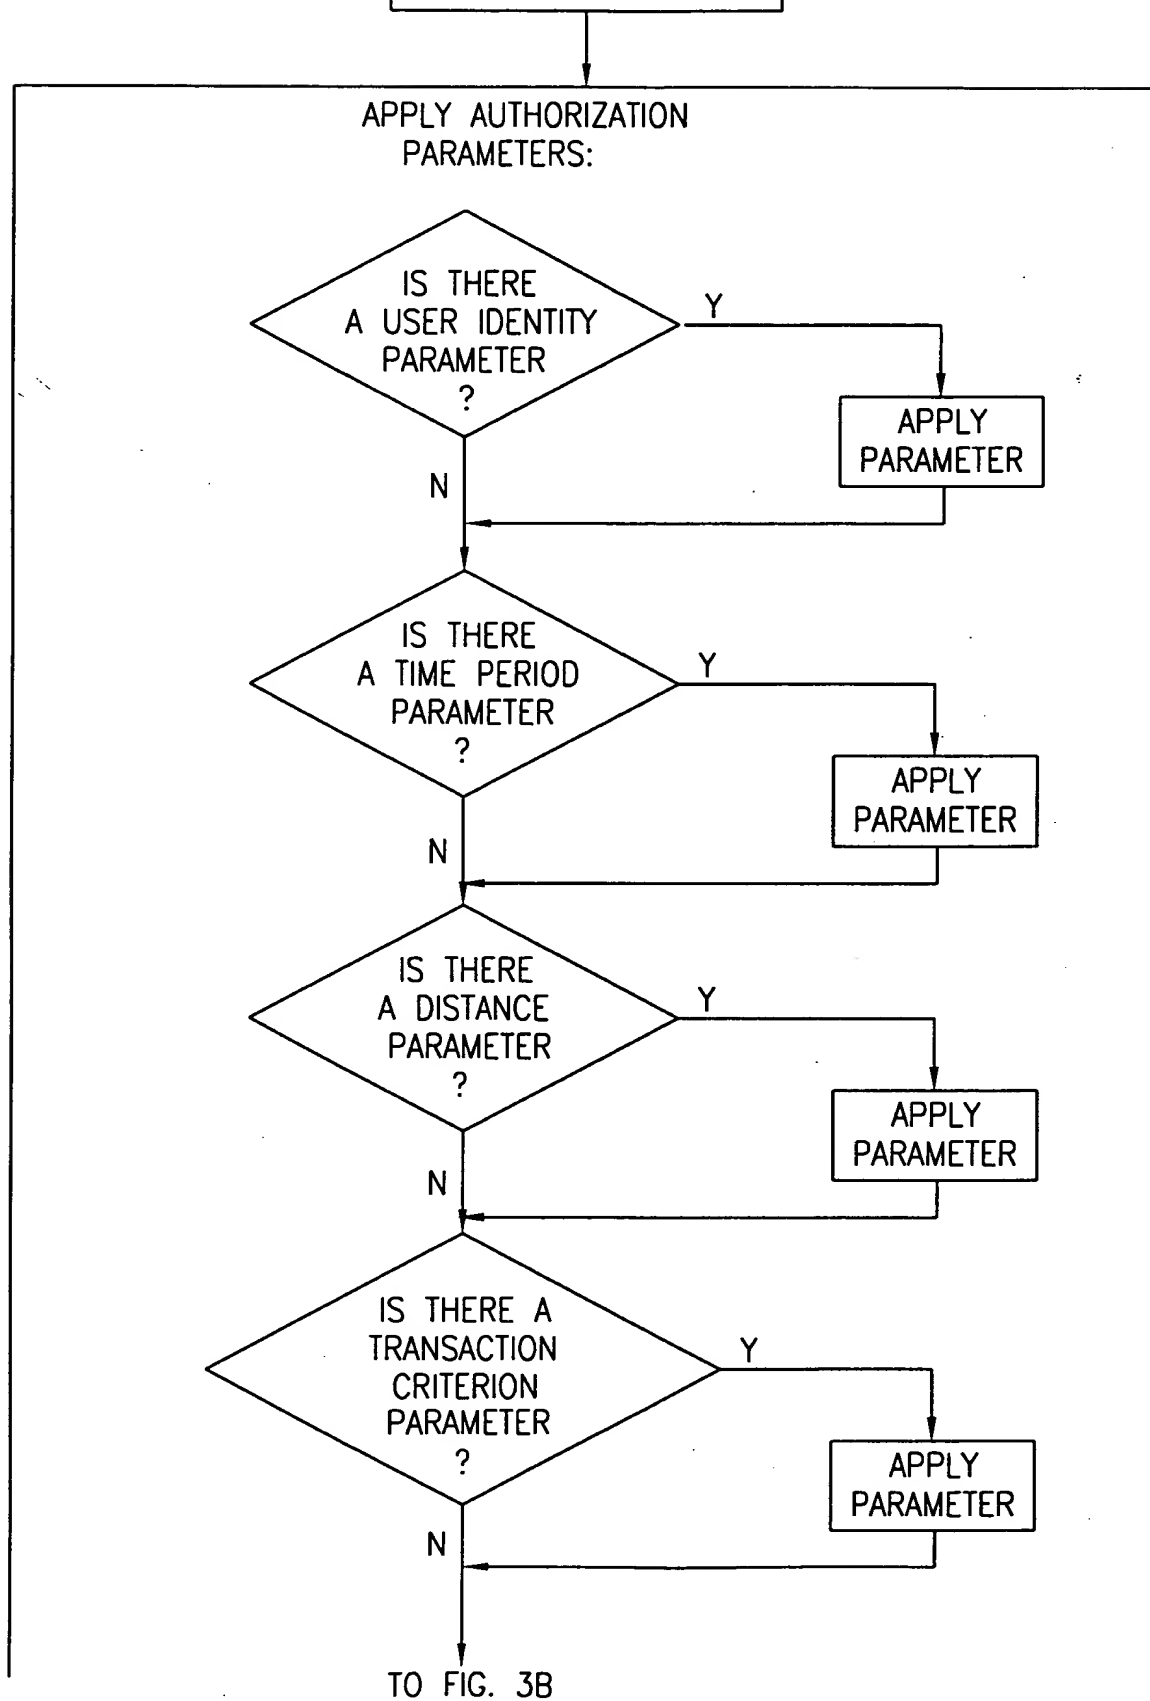 APPLY AUTHORIZATION
PARAMETERS:
IS THERE
A USER IDENTITY
PARAMETER
?
Y
APPLY
PARAMETER
N
IS THERE
A TIME PERIOD
PARAMETER
?
Y
APPLY
PARAMETER
N
IS THERE
A DISTANCE
PARAMETER
?
Y
APPLY
PARAMETER
N
IS THERE A
TRANSACTION
CRITERION
PARAMETER
?
Y
APPLY
PARAMETER
N
TO FIG. 3B